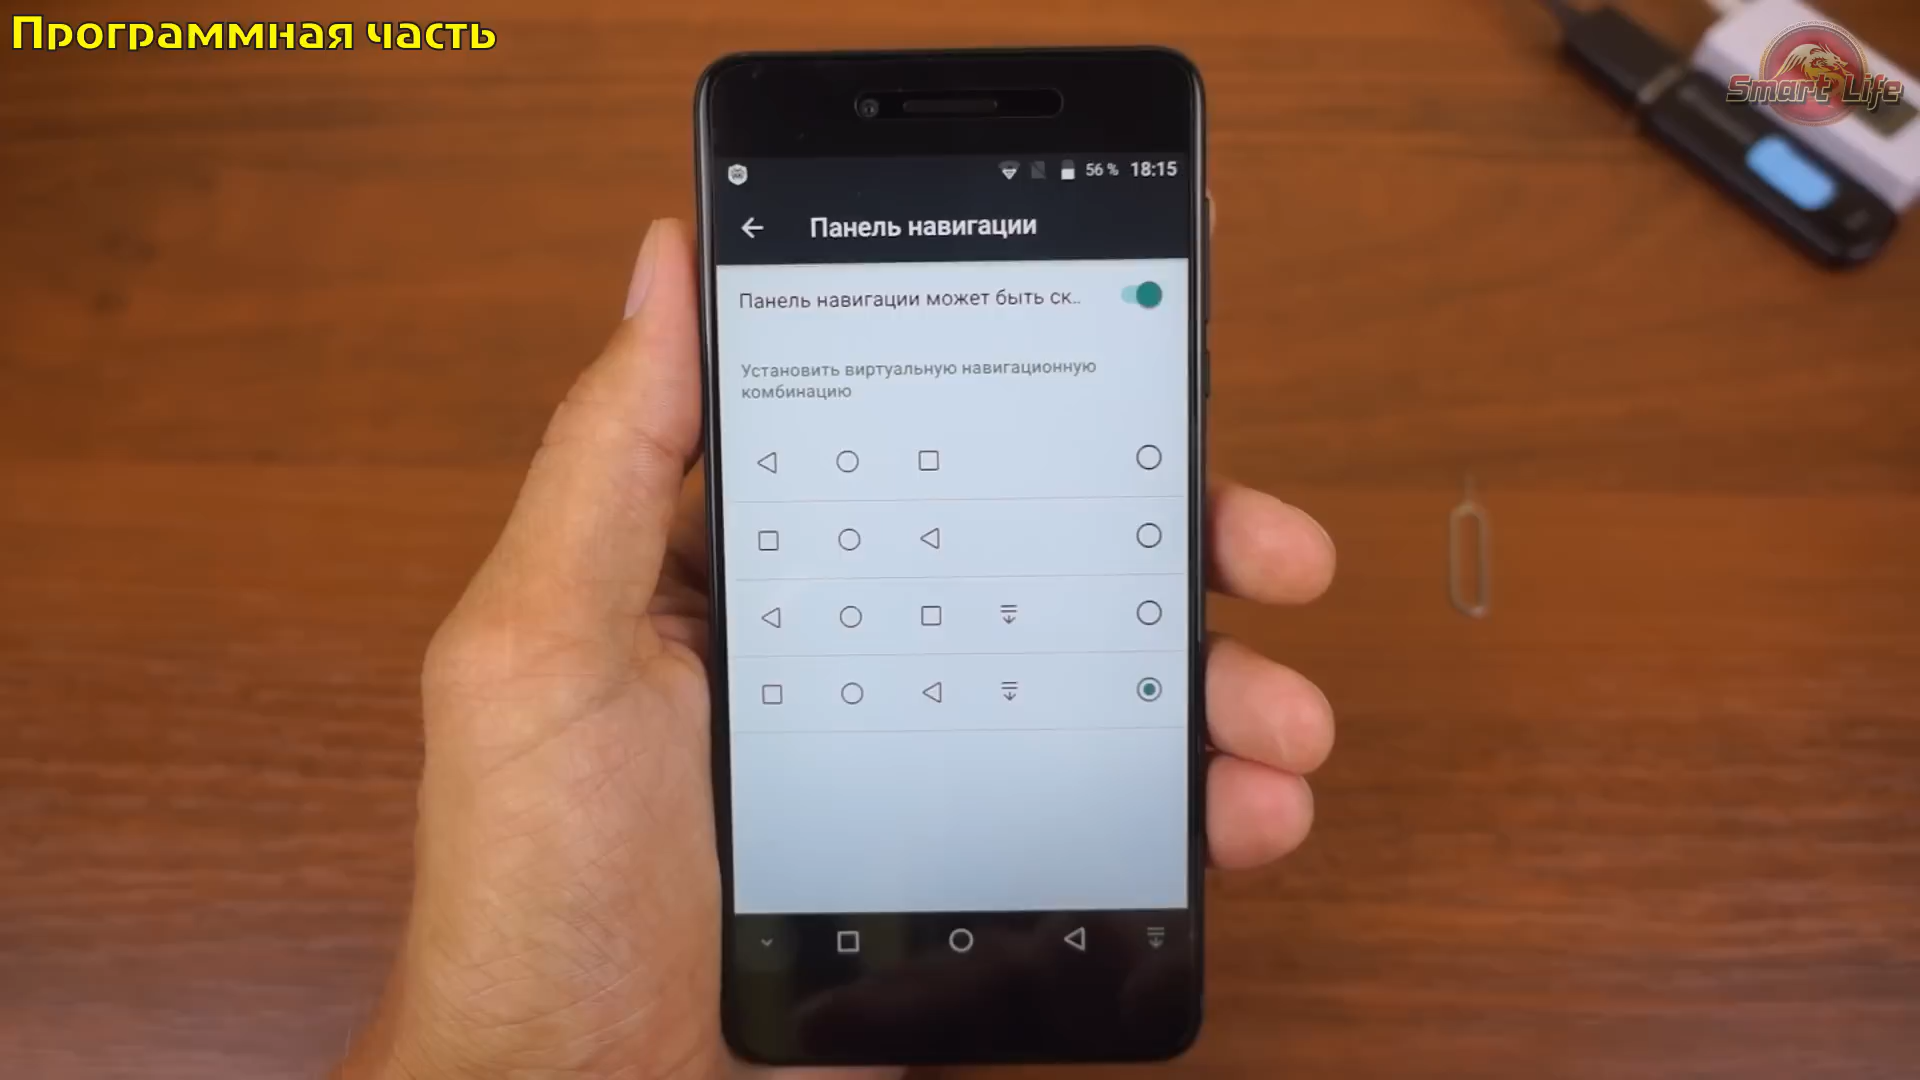 Программная часть
Smart Life
56 % 18:15
Панель навигации
Панель навигации может быть ск..
Установить виртуальную навигационную
комбинацию